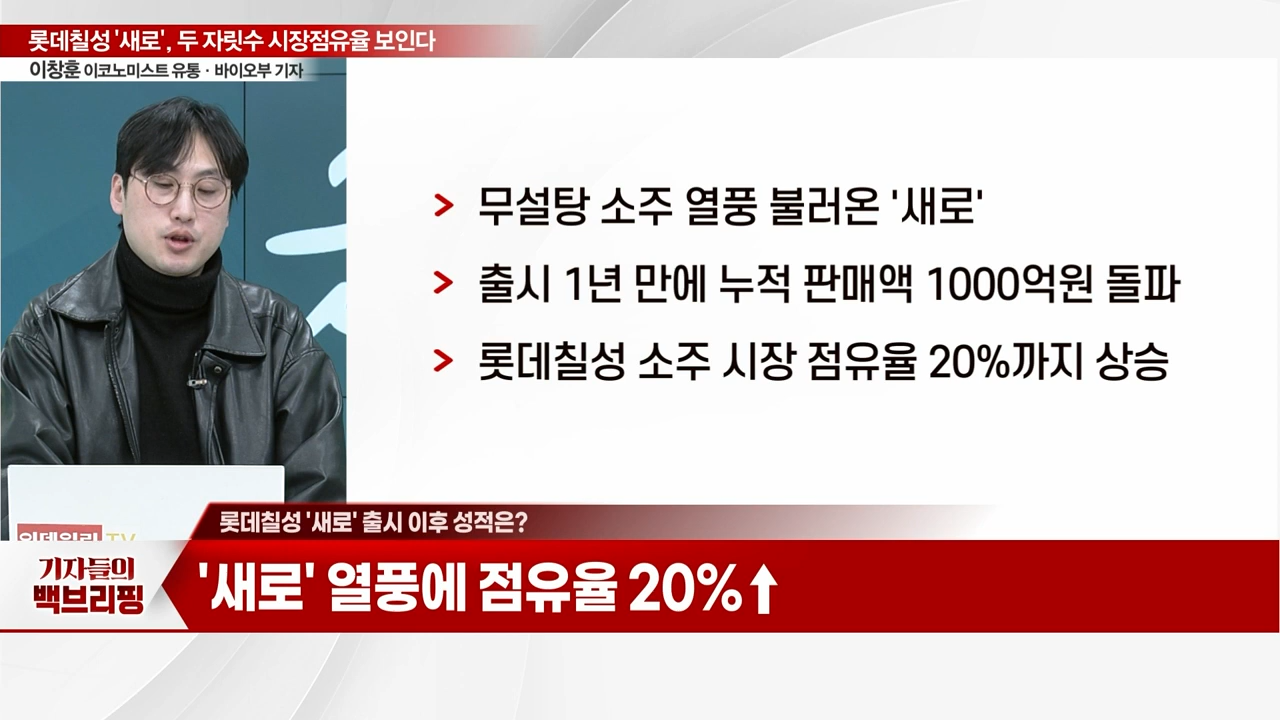 롯데칠성 '새로', 두 자릿수 시장점유율 보인다
이창훈 이코노미스트 유통·바이오부 기자
> 무설탕 소주 열풍 불러온 '새로'
> 출시 1년 만에 누적 판매액 1000억원 돌파
> 롯데칠성 소주 시장 점유율 20%까지 상승
TV
롯데칠성 '새로' 출시 이후 성적은?
기자들의
백브리핑
'새로' 열풍에 점유율 20%↑